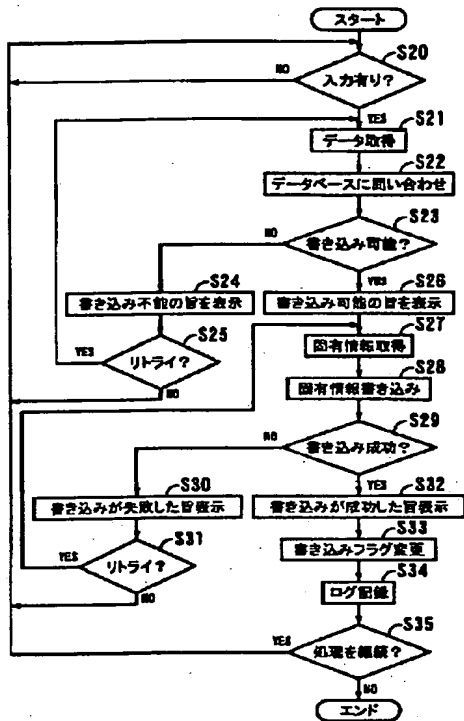 スタート
S20
NO
入力有り?
YES
S21
データ取得
S22
データベースに問い合わせ
S23
NO
書き込み可能?
S24
YES
S26
書き込み不能の旨を表示
書き込み可能の旨を表示
S25
S27
YES
リトライ?
固有情報取得
NO
S28
固有情報書き込み
S29
NO
書き込み成功?
S30
YES
S32
書き込みが失敗した旨表示
書き込みが成功した旨表示
S31
S33
YES
リトライ?
書き込みフラグ変更
NO
S34
ログ記録
S35
YES
処理を継続?
NO
エンド